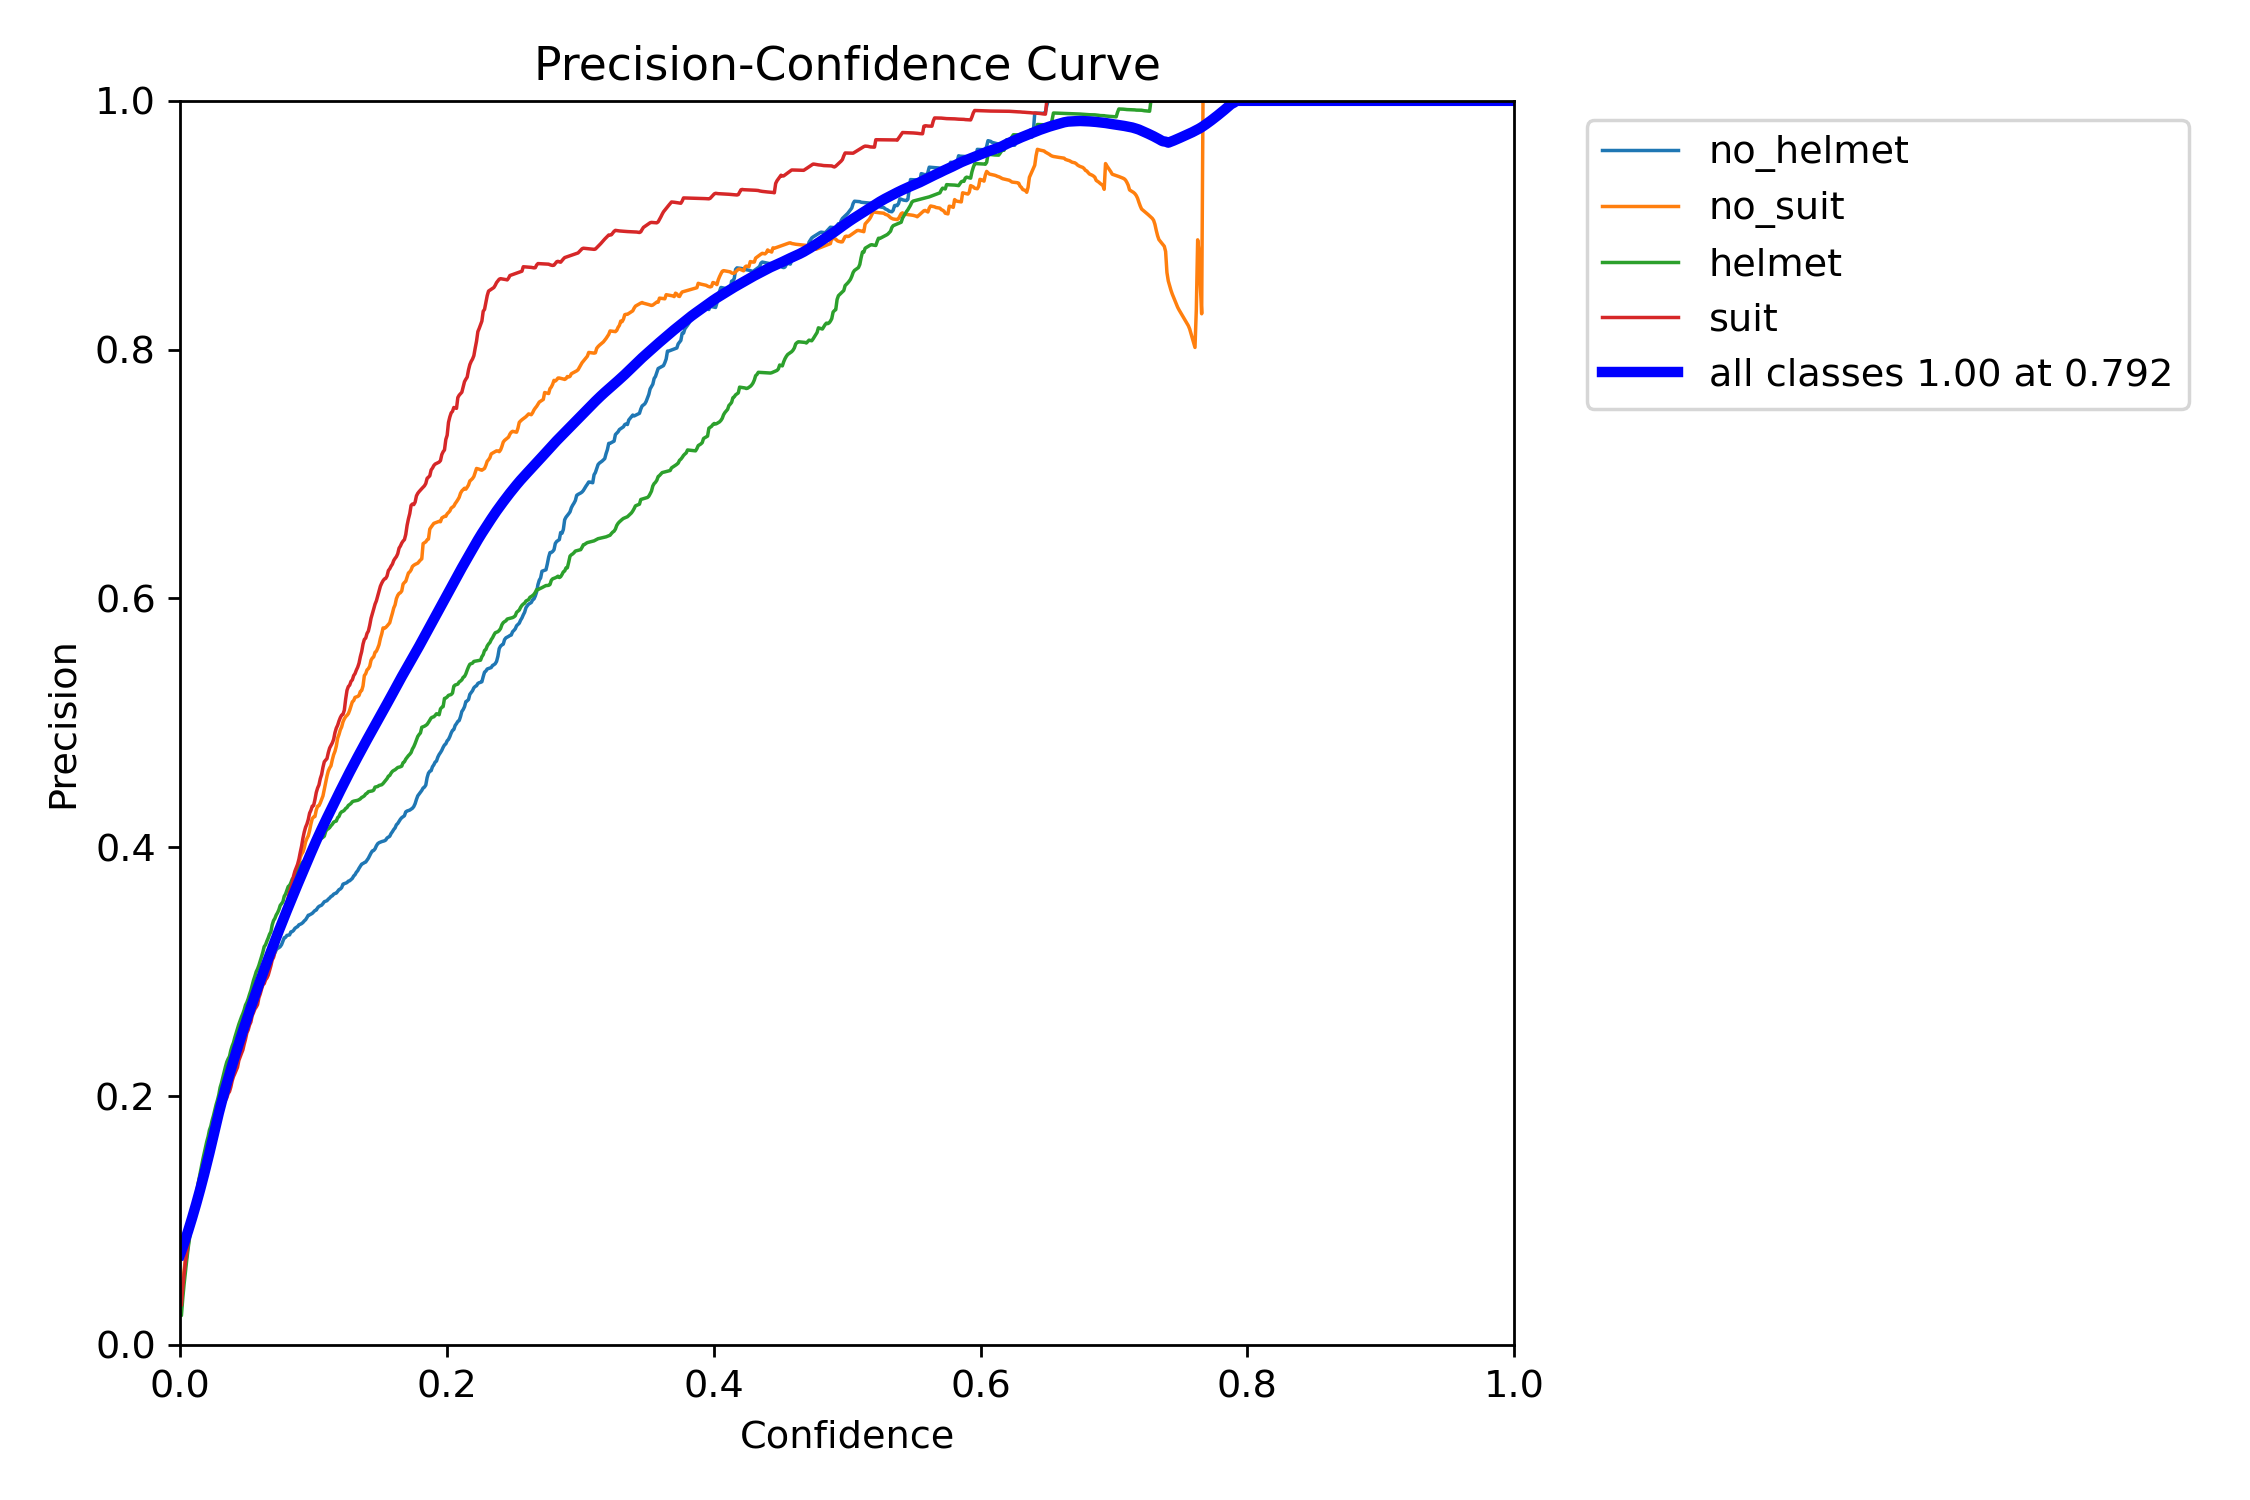 Precision-Confidence Curve
1.0
0.8
0.6
0.4
0.2
0.0
Precision
0.0 0.2 0.4 0.6 0.8 1.0
Confidence
no_helmet
no_suit
helmet
suit
all classes 1.00 at 0.792